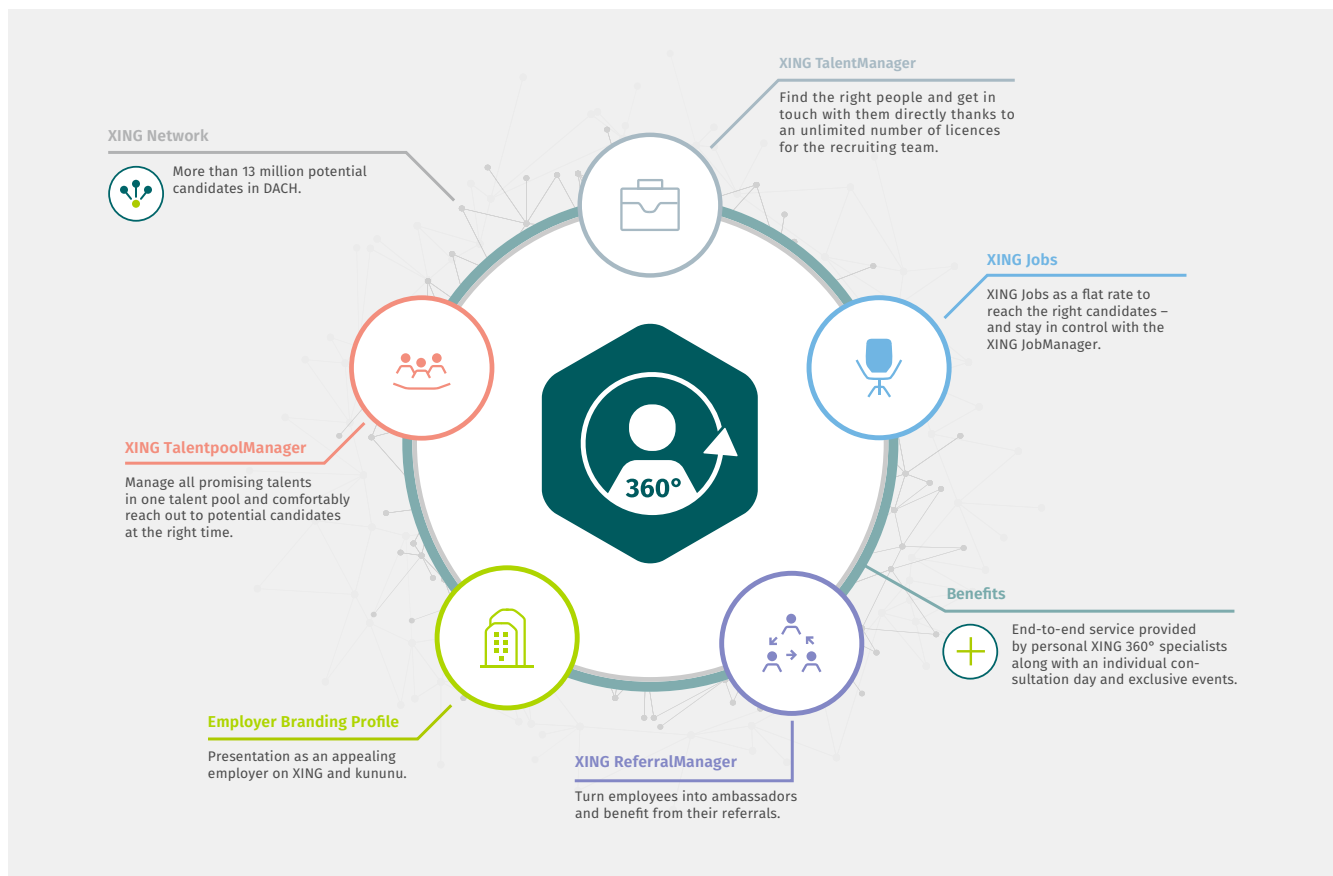 XING TalentManager
Find the right people and get in
touch with them directly thanks to
an unlimited number of licences
for the recruiting team.
XING Network
More than 13 million potential
candidates in DACH.
XING Jobs
XING Jobs as a flat rate to
reach the right candidates –
and stay in control with the
XING JobManager.
360°
XING TalentpoolManager
Manage all promising talents
in one talent pool and comfortably
reach out to potential candidates
at the right time.
Benefits
End-to-end service provided
by personal XING 360° specialists
along with an individual con-
sultation day and exclusive events.
Employer Branding Profile
Presentation as an appealing
employer on XING and kununu.
XING ReferralManager
Turn employees into ambassadors
and benefit from their referrals.